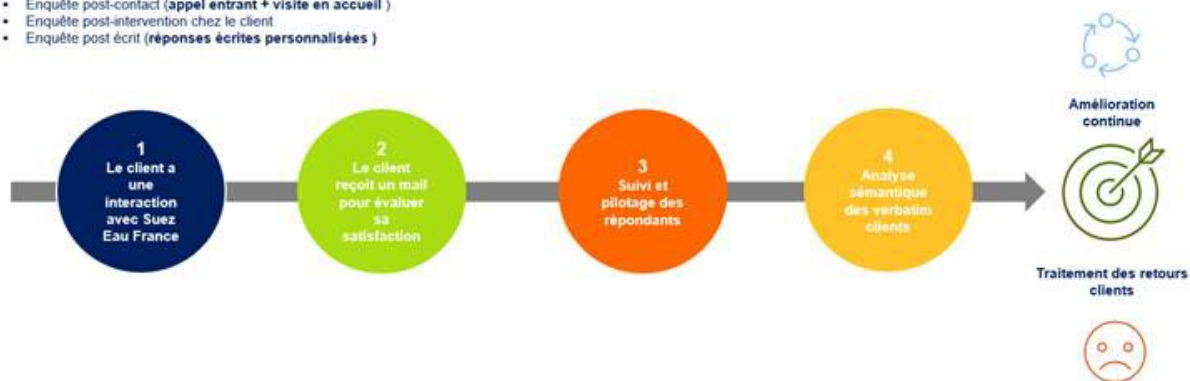 Enquête post-contact (appel entrant + visite en accueil )
Enquête post-intervention chez le client
Enquête post écrit (réponses écrites personnalisées )
1
Le client a
une
interaction
avec Suez
Eau France
2
Le client
reçoit un mail
pour évaluer
sa
satisfaction
3
Suivi et
pilotage des
répondants
4
Analyse
sémantique
des verbatim
clients
Amélioration
continue
Traitement des retours
clients